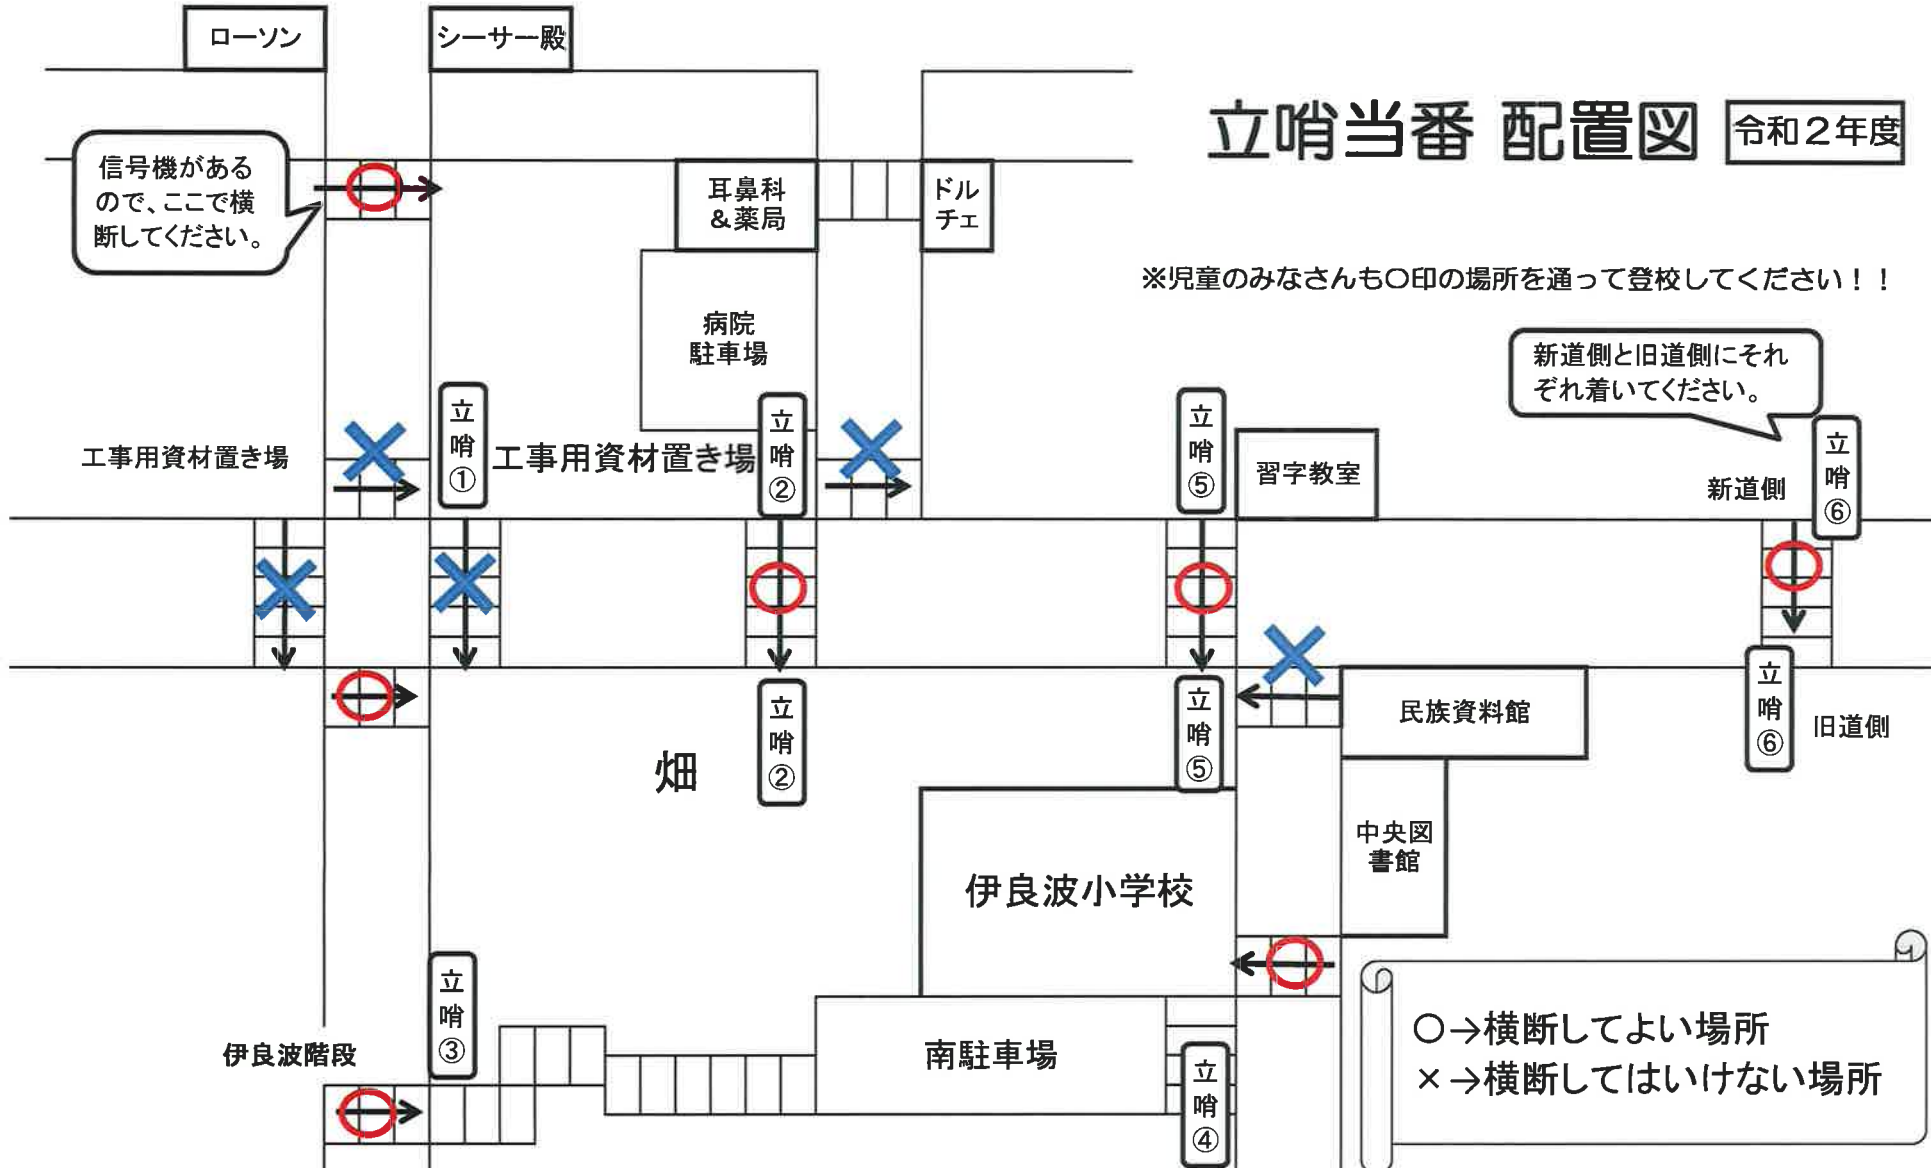 ローソン
シーサー殿
立哨当番 配置図
令和2年度
信号機がある
ので、ここで横
断してください。
耳鼻科
&薬局
ドル
チェ
※児童のみなさんも〇印の場所を通って登校してください！！
病院
駐車場
新道側と旧道側にそれ
ぞれ着いてください。
工事用資材置き場
立哨①
工事用資材置き場
立哨②
立哨⑤
習字教室
新道側
立哨⑥
畑
立哨②
立哨⑤
民族資料館
立哨⑥
旧道側
中央図
書館
伊良波小学校
立哨③
伊良波階段
南駐車場
立哨④
〇→横断してよい場所
×→横断してはいけない場所